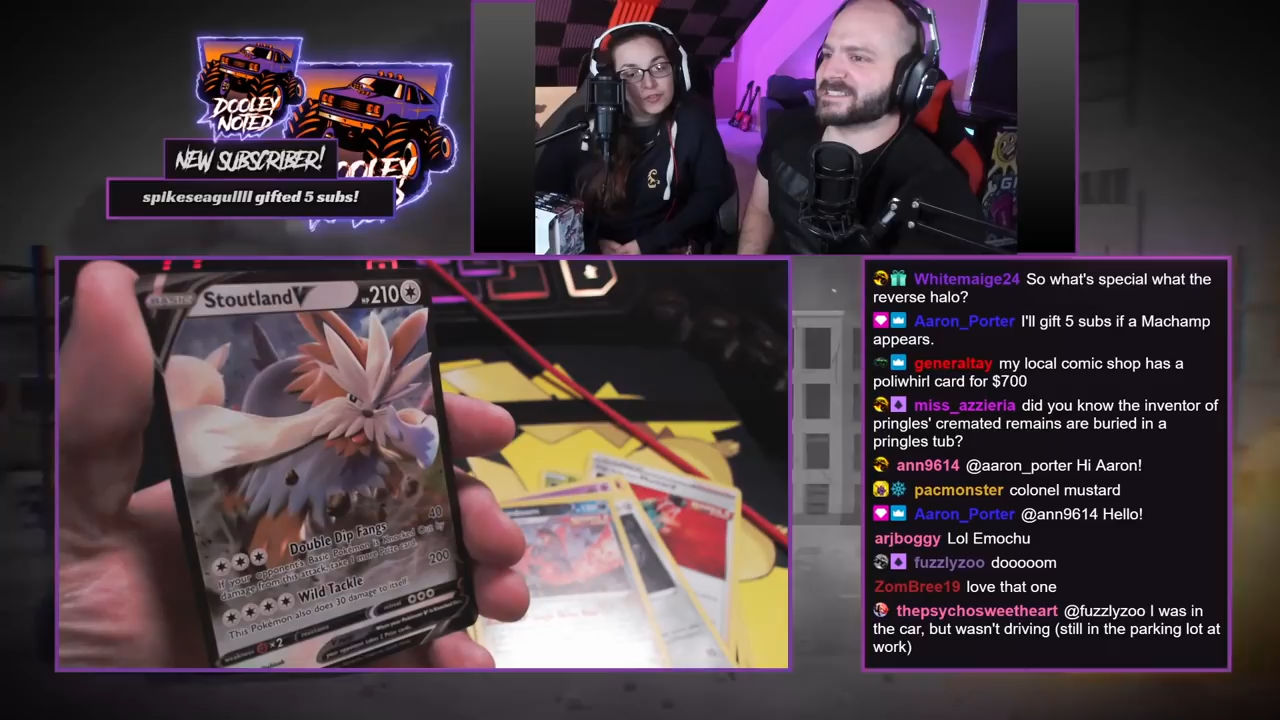 DOOLEY
NOTED
NEW SUBSCRIBER!
spikeseagullll gifted 5 subs!
BASIC StoutlandV HP 210
Double Dip Fangs 40
If your opponent's Basic Pokémon is Knocked Out by
damage from this attack, take 1 more Prize card.
Wild Tackle 200
This Pokémon also does 30 damage to itself.
weakness ×2 resistance retreat
Whitemaige24 So what's special what the
reverse halo?
Aaron_Porter I'll gift 5 subs if a Machamp
appears.
generaltay my local comic shop has a
poliwhirl card for $700
miss_azzieria did you know the inventor of
pringles' cremated remains are buried in a
pringles tub?
ann9614 @aaron_porter Hi Aaron!
pacmonster colonel mustard
Aaron_Porter @ann9614 Hello!
arjboggy Lol Emochu
fuzzlyzoo dooooom
ZomBree19 love that one
thepsychosweetheart @fuzzlyzoo I was in
the car, but wasn't driving (still in the parking lot at
work)